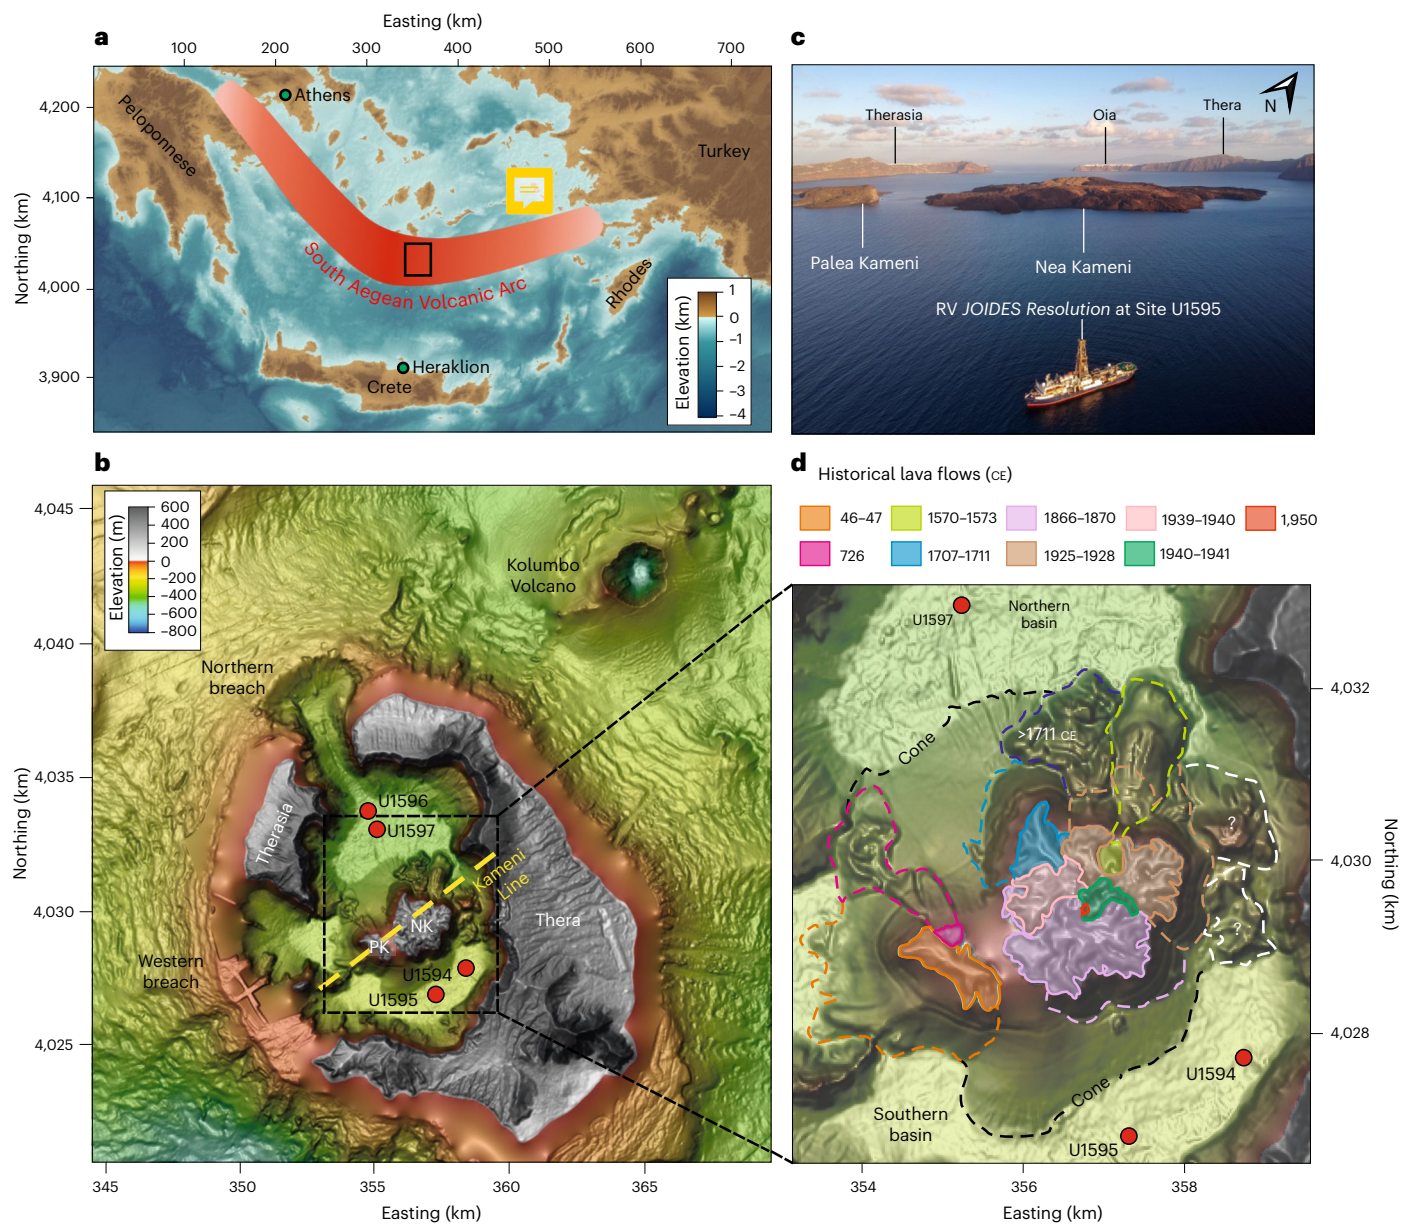 a
Easting (km)
100 200 300 400 500 600 700
Northing (km)
4,200
4,100
4,000
3,900
Athens
Peloponnese
Turkey
South Aegean Volcanic Arc
Rhodes
Heraklion
Crete
Elevation (km)
1
0
–1
–2
–3
–4
c
Therasia
Oia
Thera
N
Palea Kameni
Nea Kameni
RV JOIDES Resolution at Site U1595
b
Northing (km)
4,045
4,040
4,035
4,030
4,025
Elevation (m)
600
400
200
0
–200
–400
–600
–800
Kolumbo
Volcano
Northern
breach
U1596
U1597
Therasia
Kameni
Line
NK
PK
Thera
Western
breach
U1594
U1595
345 350 355 360 365
Easting (km)
d
Historical lava flows (CE)
46–47 1570–1573 1866–1870 1939–1940 1,950
726 1707–1711 1925–1928 1940–1941
U1597
Northern
basin
>1711 CE
Cone
?
?
Cone
U1594
Southern
basin
U1595
4,032
4,030
4,028
Northing (km)
354 356 358
Easting (km)